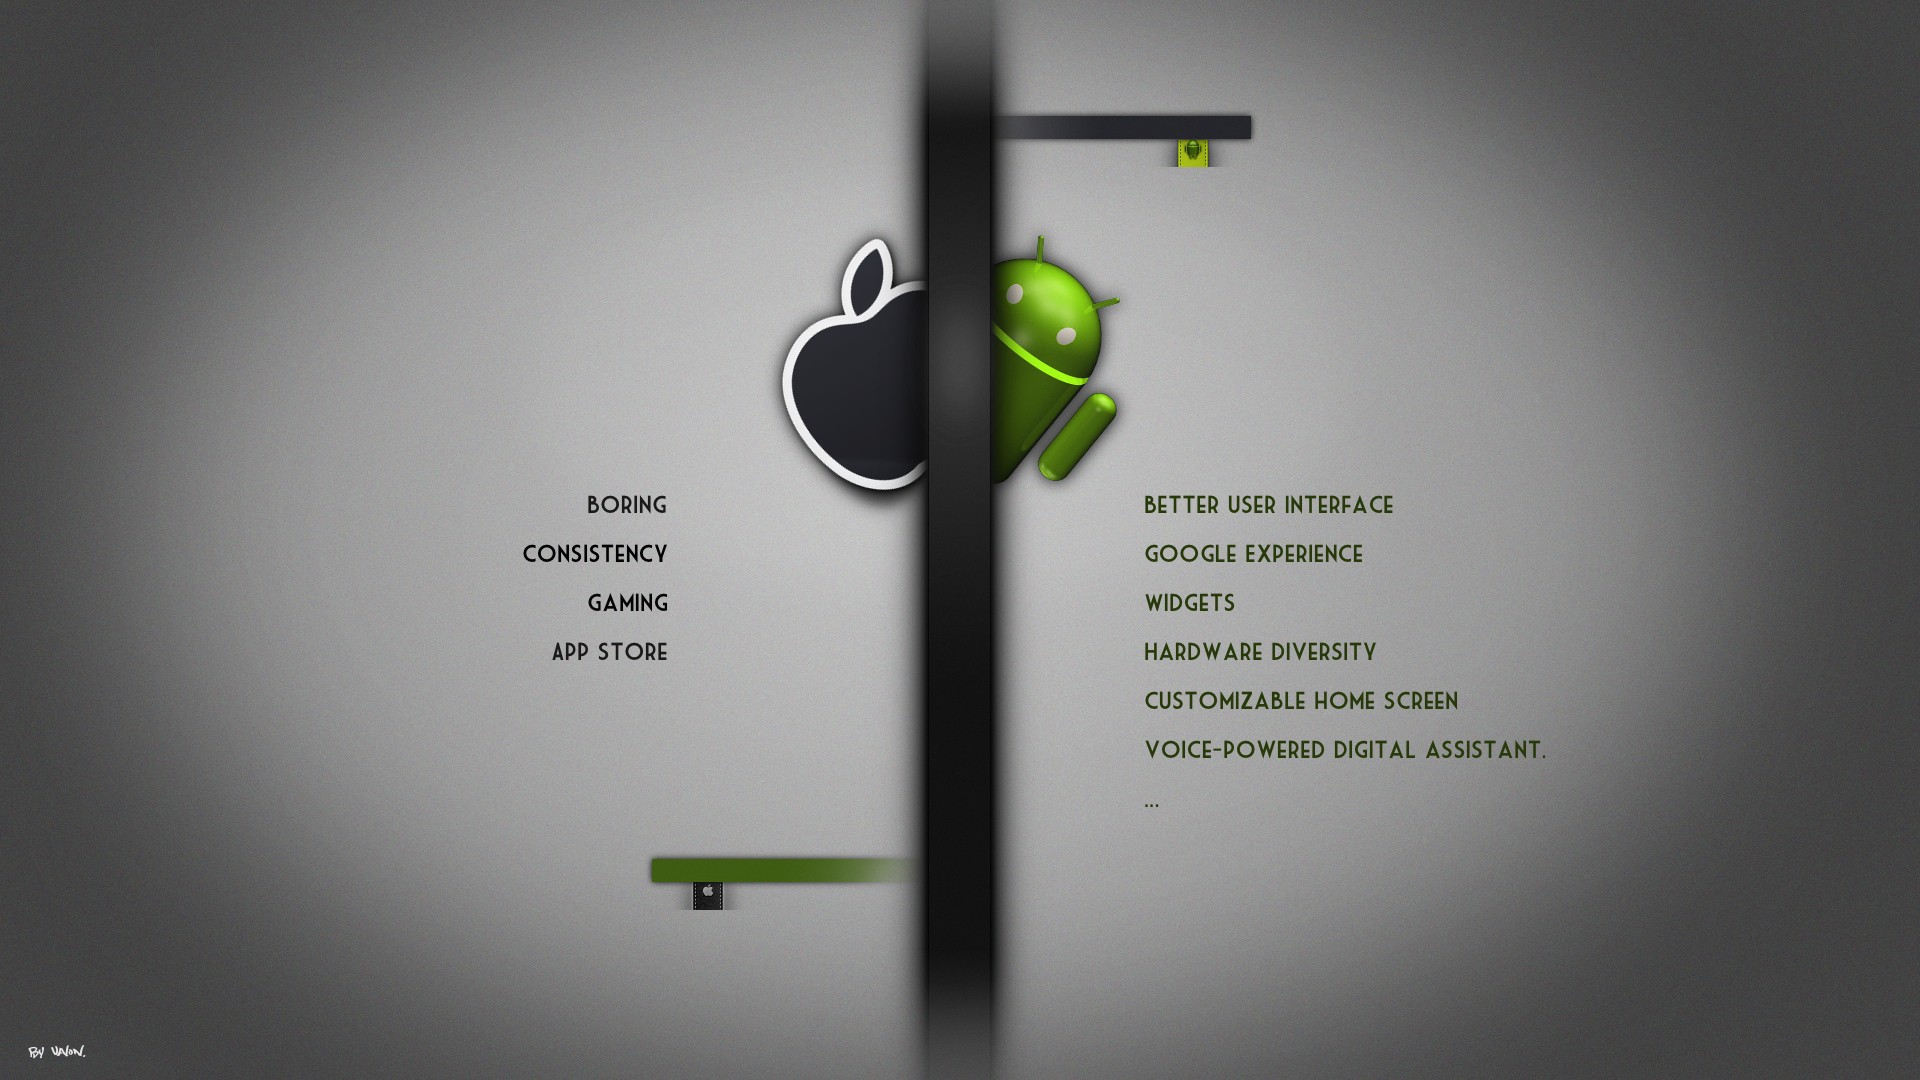 BORING
CONSISTENCY
GAMING
APP STORE
BETTER USER INTERFACE
GOOGLE EXPERIENCE
WIDGETS
HARDWARE DIVERSITY
CUSTOMIZABLE HOME SCREEN
VOICE-POWERED DIGITAL ASSISTANT.
...
By